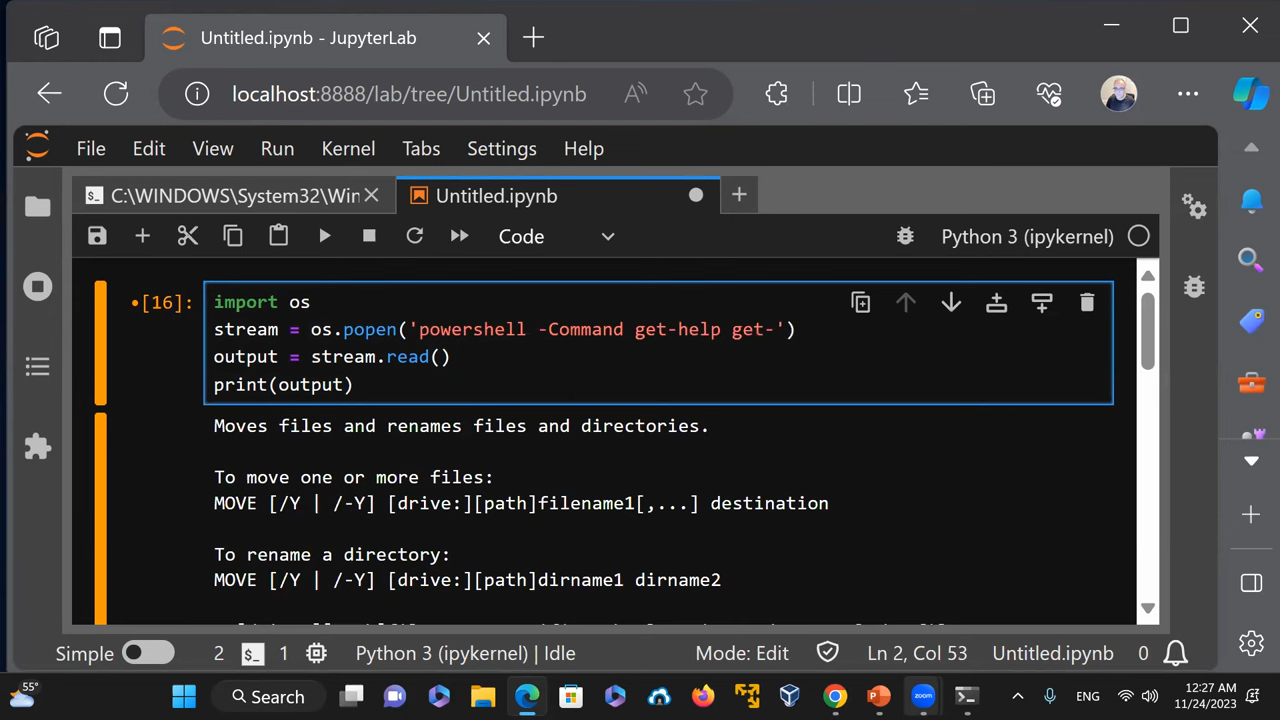 Untitled.ipynb - JupyterLab
localhost:8888/lab/tree/Untitled.ipynb
File Edit View Run Kernel Tabs Settings Help
C:\WINDOWS\System32\Win
Untitled.ipynb
Code
Python 3 (ipykernel)
•[16]:
import os
stream = os.popen('powershell -Command get-help get-')
output = stream.read()
print(output)
Moves files and renames files and directories.
To move one or more files:
MOVE [/Y | /-Y] [drive:][path]filename1[,...] destination
To rename a directory:
MOVE [/Y | /-Y] [drive:][path]dirname1 dirname2
Simple 2 $_ 1 Python 3 (ipykernel) | Idle Mode: Edit Ln 2, Col 53 Untitled.ipynb 0
55°
Search
zoom
ENG
12:27 AM
11/24/2023